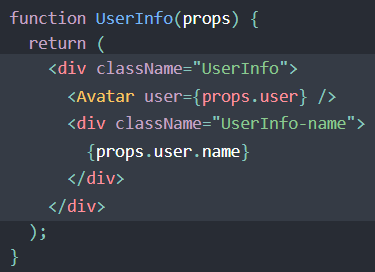 function UserInfo(props) {
  return (
    <div className="UserInfo">
      <Avatar user={props.user} />
      <div className="UserInfo-name">
        {props.user.name}
      </div>
    </div>
  );
}